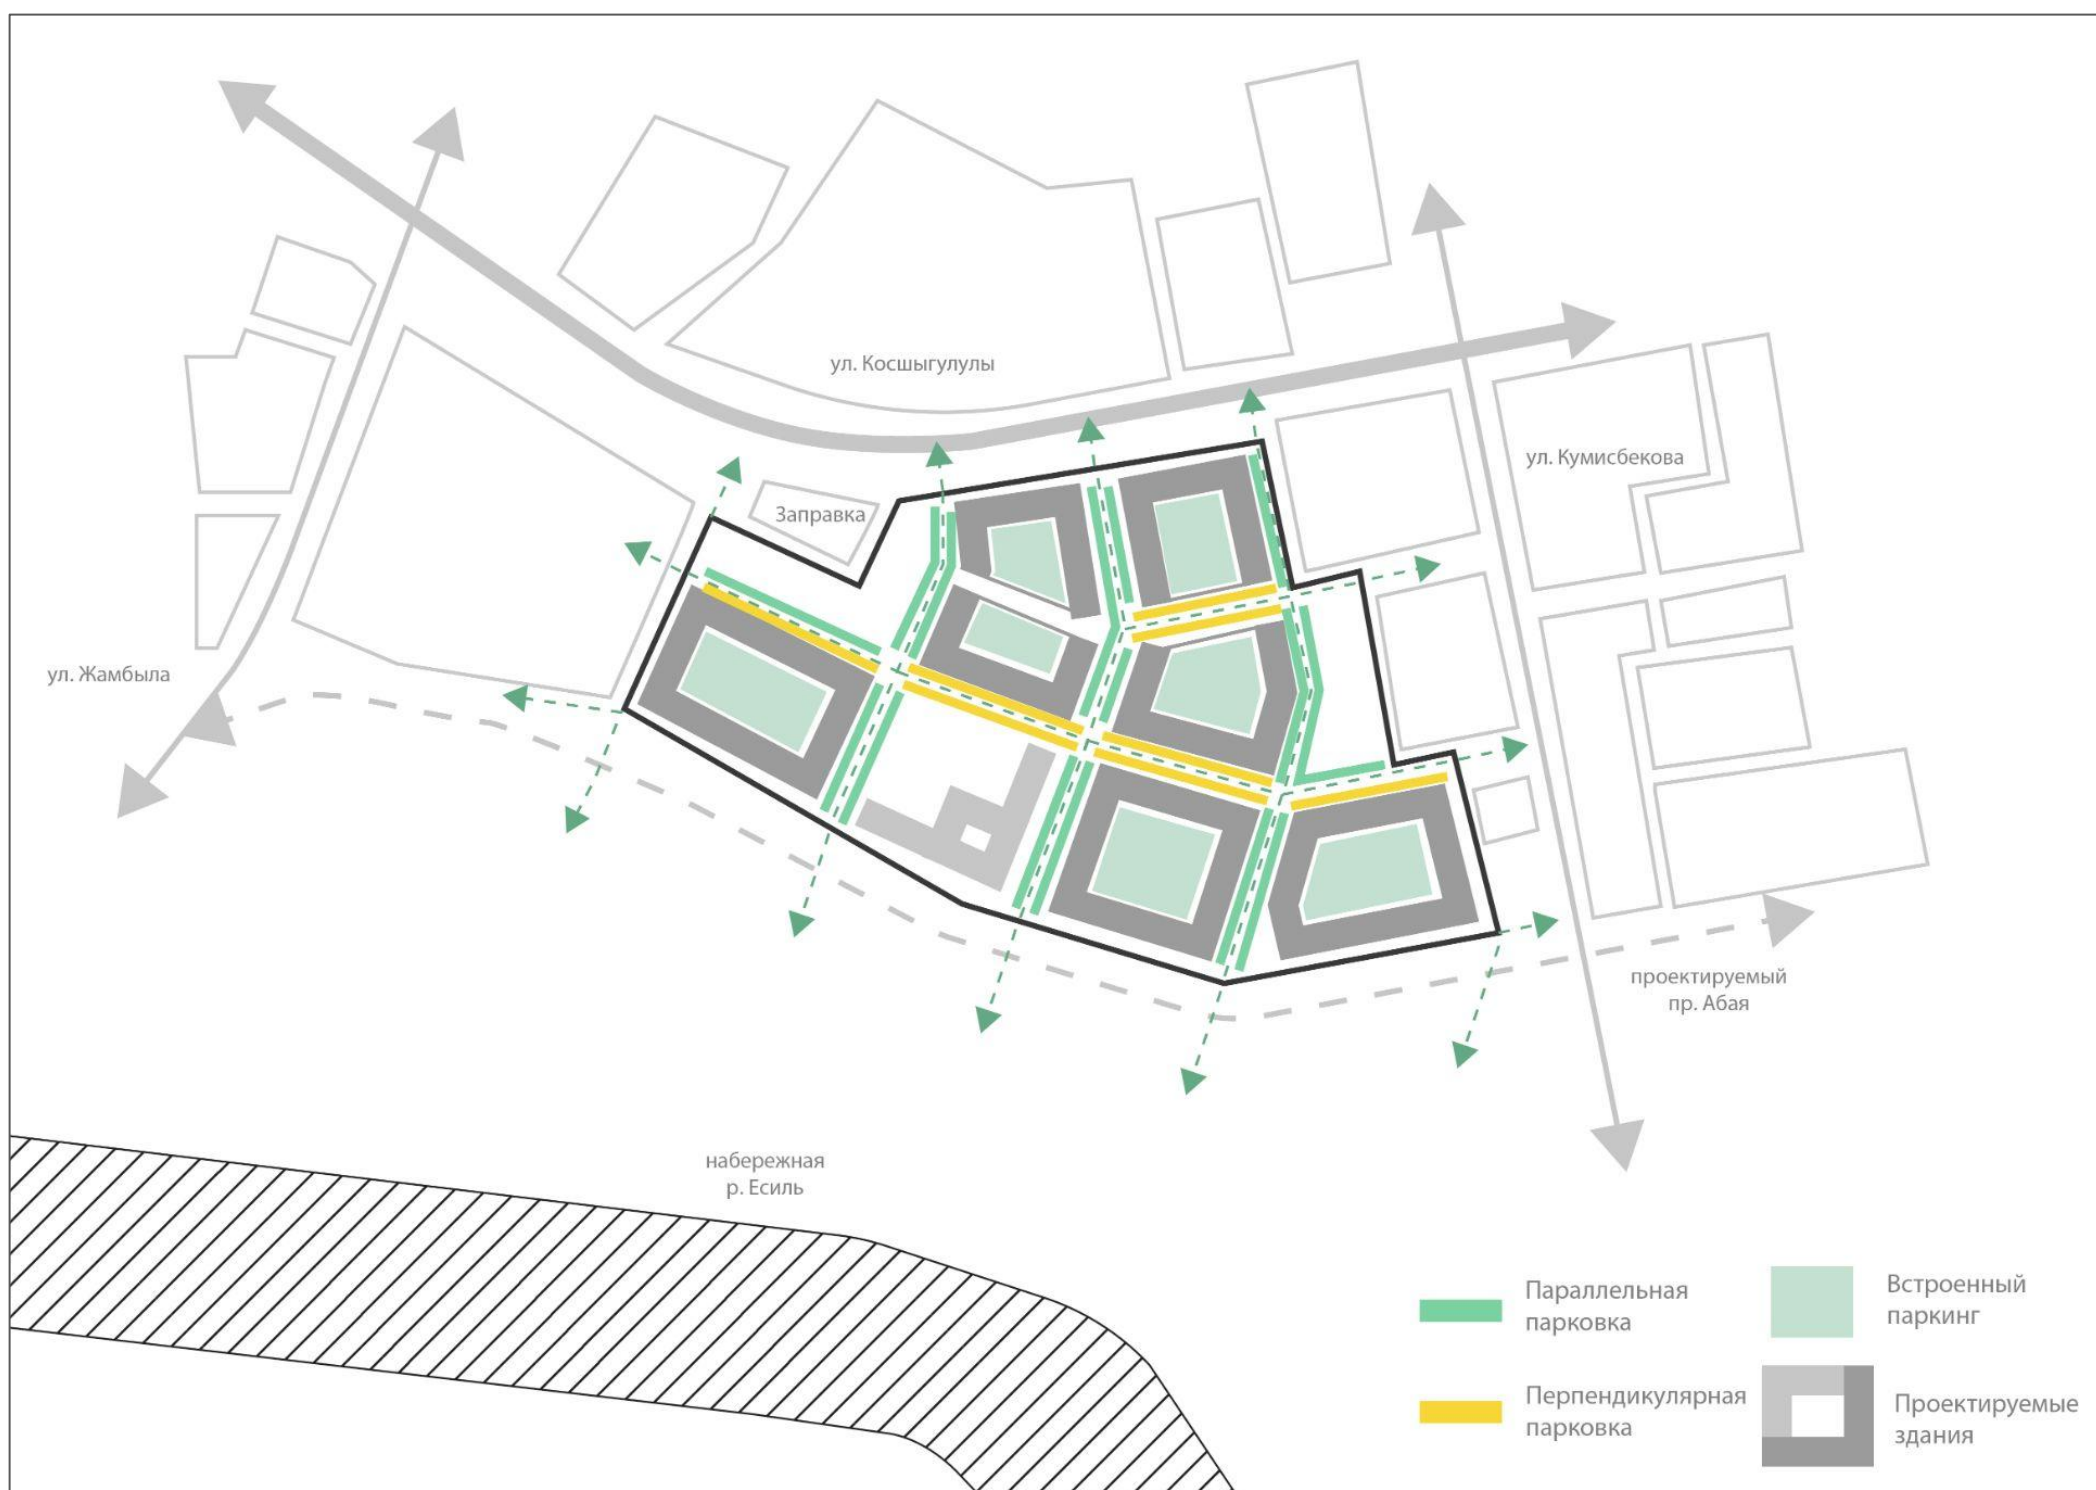 ул. Косшыгулулы
ул. Кумисбекова
Заправка
ул. Жамбыла
проектируемый
пр. Абая
набережная
р. Есиль
Параллельная
парковка
Встроенный
паркинг
Перпендикулярная
парковка
Проектируемые
здания